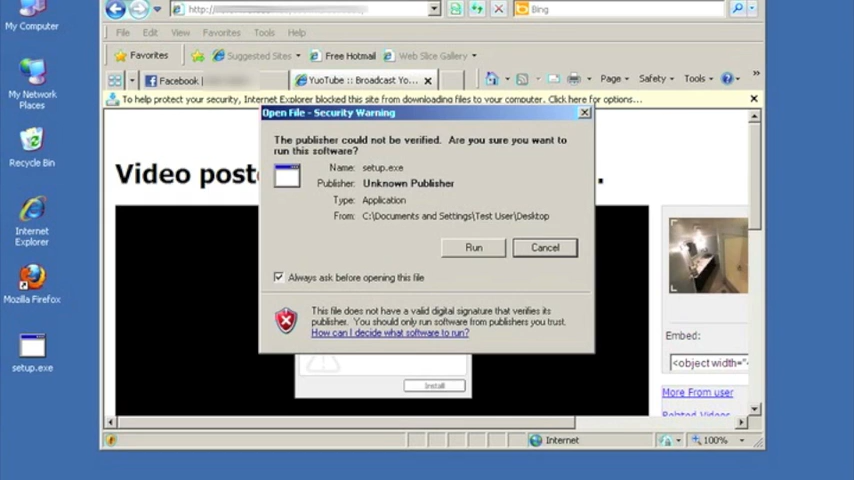 My Computer
http://
Bing
File Edit View Favorites Tools Help
Favorites Suggested Sites Free Hotmail Web Slice Gallery
My Network
Places
Facebook | YuoTube :: Broadcast Yo... Page Safety Tools
To help protect your security, Internet Explorer blocked this site from downloading files to your computer. Click here for options...
Open File - Security Warning
The publisher could not be verified. Are you sure you want to
run this software?
Name: setup.exe
Publisher: Unknown Publisher
Type: Application
From: C:\Documents and Settings\Test User\Desktop
Run Cancel
Always ask before opening this file
This file does not have a valid digital signature that verifies its
publisher. You should only run software from publishers you trust.
How can I decide what software to run?
Video poste
Recycle Bin
Internet
Explorer
Mozilla Firefox
setup.exe
Install
Embed:
<object width="
More From user
Related Videos
Internet 100%